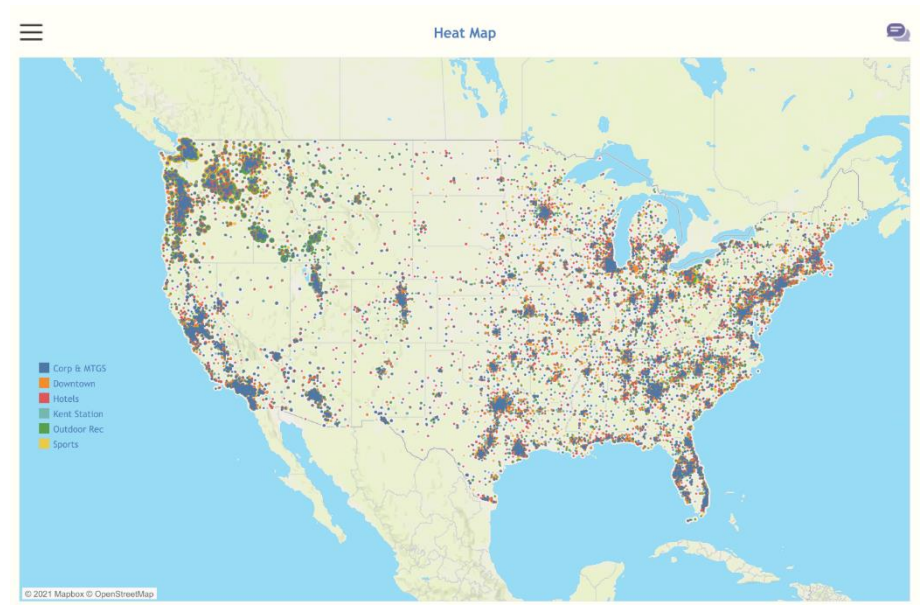 Heat Map
Corp & MTGS
Downtown
Hotels
Kent Station
Outdoor Rec
Sports
© 2021 Mapbox © OpenStreetMap